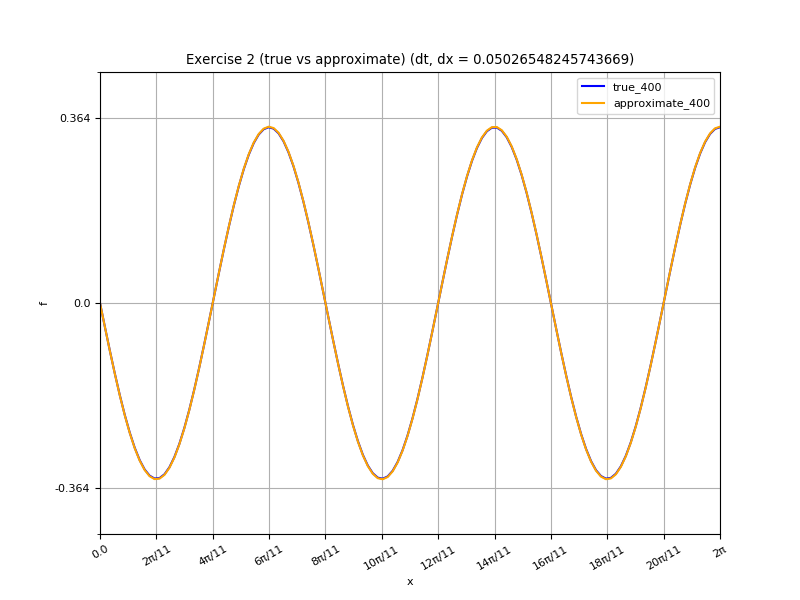 Exercise 2 (true vs approximate) (dt, dx = 0.05026548245743669)
true_400
approximate_400
0.364
0.0
-0.364
f
0.0
2π/11
4π/11
6π/11
8π/11
10π/11
12π/11
14π/11
16π/11
18π/11
20π/11
2π
x